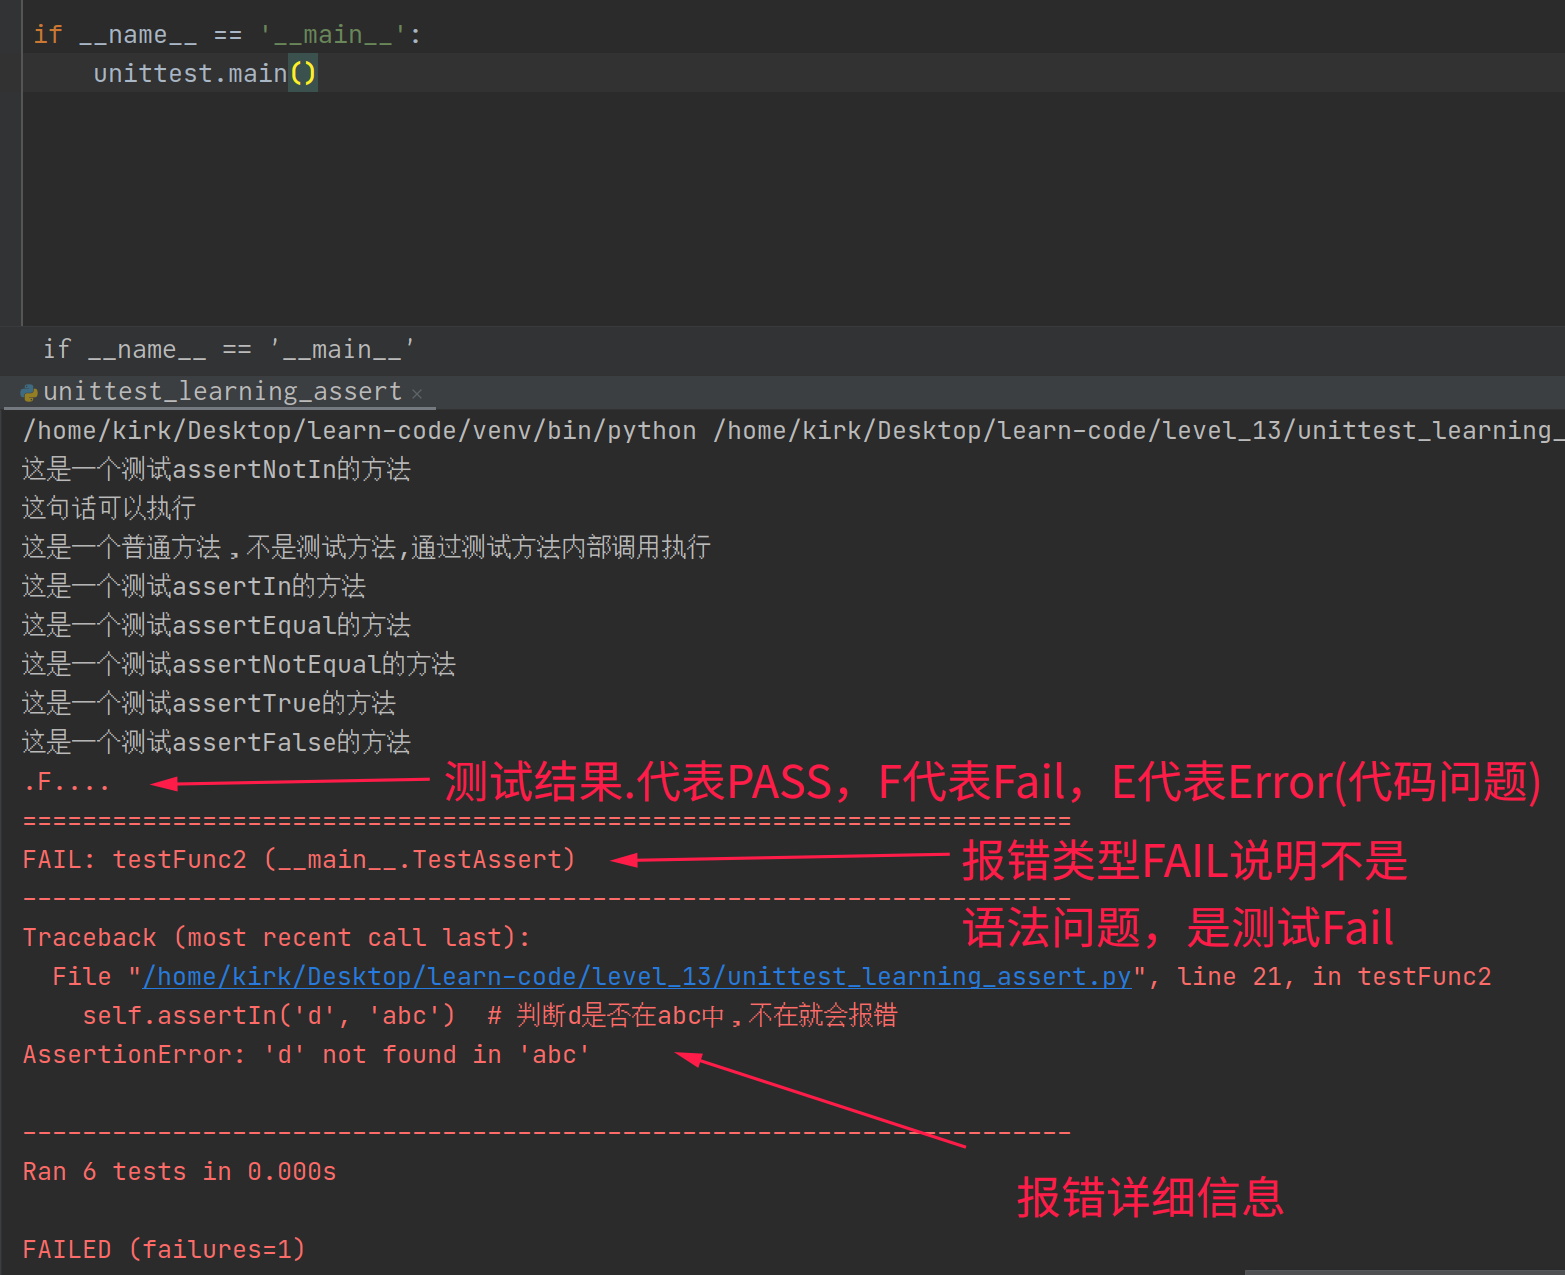 if __name__ == '__main__':
unittest.main()
if __name__ == '__main__'
unittest_learning_assert
/home/kirk/Desktop/learn-code/venv/bin/python /home/kirk/Desktop/learn-code/level_13/unittest_learning_
这是一个测试assertNotIn的方法
这句话可以执行
这是一个普通方法，不是测试方法,通过测试方法内部调用执行
这是一个测试assertIn的方法
这是一个测试assertEqual的方法
这是一个测试assertNotEqual的方法
这是一个测试assertTrue的方法
这是一个测试assertFalse的方法
.F.... 测试结果.代表PASS，F代表Fail，E代表Error(代码问题)
======================================================================
FAIL: testFunc2 (__main__.TestAssert) 报错类型FAIL说明不是
----------------------------------------------------------------------
语法问题，是测试Fail
Traceback (most recent call last):
File "/home/kirk/Desktop/learn-code/level_13/unittest_learning_assert.py", line 21, in testFunc2
self.assertIn('d', 'abc')  # 判断d是否在abc中，不在就会报错
AssertionError: 'd' not found in 'abc'
----------------------------------------------------------------------
Ran 6 tests in 0.000s
报错详细信息
FAILED (failures=1)